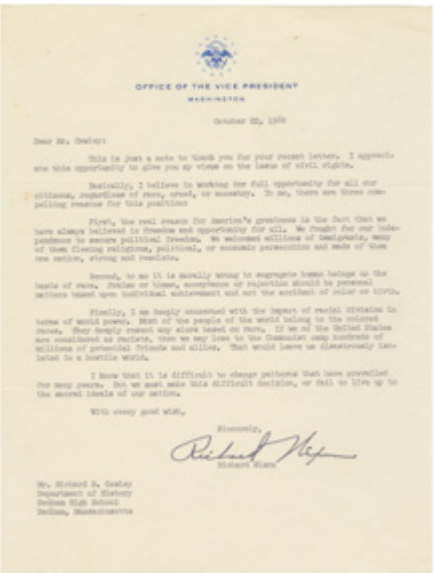 OFFICE OF THE VICE PRESIDENT
WASHINGTON
October 22, 1960
Dear Mr. Cowley:
This is just a note to thank you for your recent letter. I appreci-
ate this opportunity to give you my views on the issue of civil rights.
Basically, I believe in working for full opportunity for all our
citizens, regardless of race, creed, or ancestry. To me, there are three com-
pelling reasons for this position:
First, the real reason for America's greatness is the fact that we
have always believed in freedom and opportunity for all. We fought for our inde-
pendence to secure political freedom. We welcomed millions of immigrants, many
of them fleeing religious, political, or economic persecution and made of them
one nation, strong and resolute.
Second, to me it is morally wrong to segregate human beings on the
basis of race. Praise or blame, acceptance or rejection should be personal
matters based upon individual achievement and not the accident of color or birth.
Finally, I am deeply concerned with the impact of racial division in
terms of world power. Most of the people of the world belong to the colored
races. They deeply resent any slurs based on race. If we of the United States
are considered as racists, then we may lose to the Communist camp hundreds of
millions of potential friends and allies. That would leave us disastrously iso-
lated in a hostile world.
I know that it is difficult to change patterns that have prevailed
for many years. But we must make this difficult decision, or fail to live up to
the sacred ideals of our nation.
With every good wish,
Sincerely,
Richard Nixon
Richard Nixon
Mr. Richard
Department of History
High School
Massachusetts